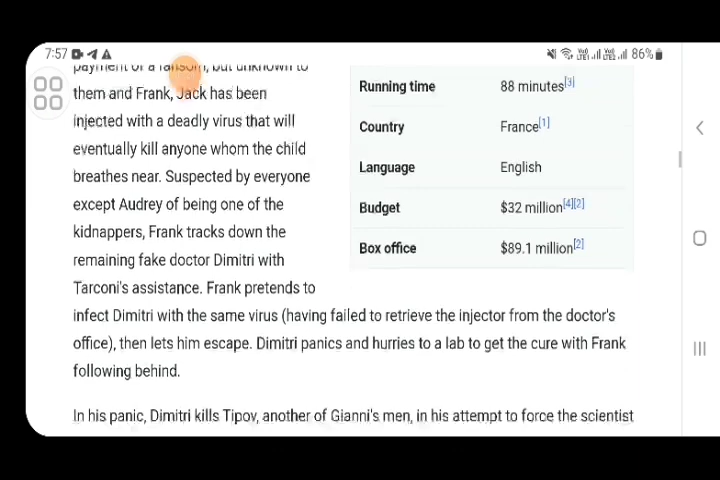 7:57
86%
payment of a ransom, but unknown to
them and Frank, Jack has been
injected with a deadly virus that will
eventually kill anyone whom the child
breathes near. Suspected by everyone
except Audrey of being one of the
kidnappers, Frank tracks down the
remaining fake doctor Dimitri with
Tarconi's assistance. Frank pretends to
infect Dimitri with the same virus (having failed to retrieve the injector from the doctor's
office), then lets him escape. Dimitri panics and hurries to a lab to get the cure with Frank
following behind.
In his panic, Dimitri kills Tipov, another of Gianni's men, in his attempt to force the scientist
Running time 88 minutes[3]
Country France[1]
Language English
Budget $32 million[4][2]
Box office $89.1 million[2]